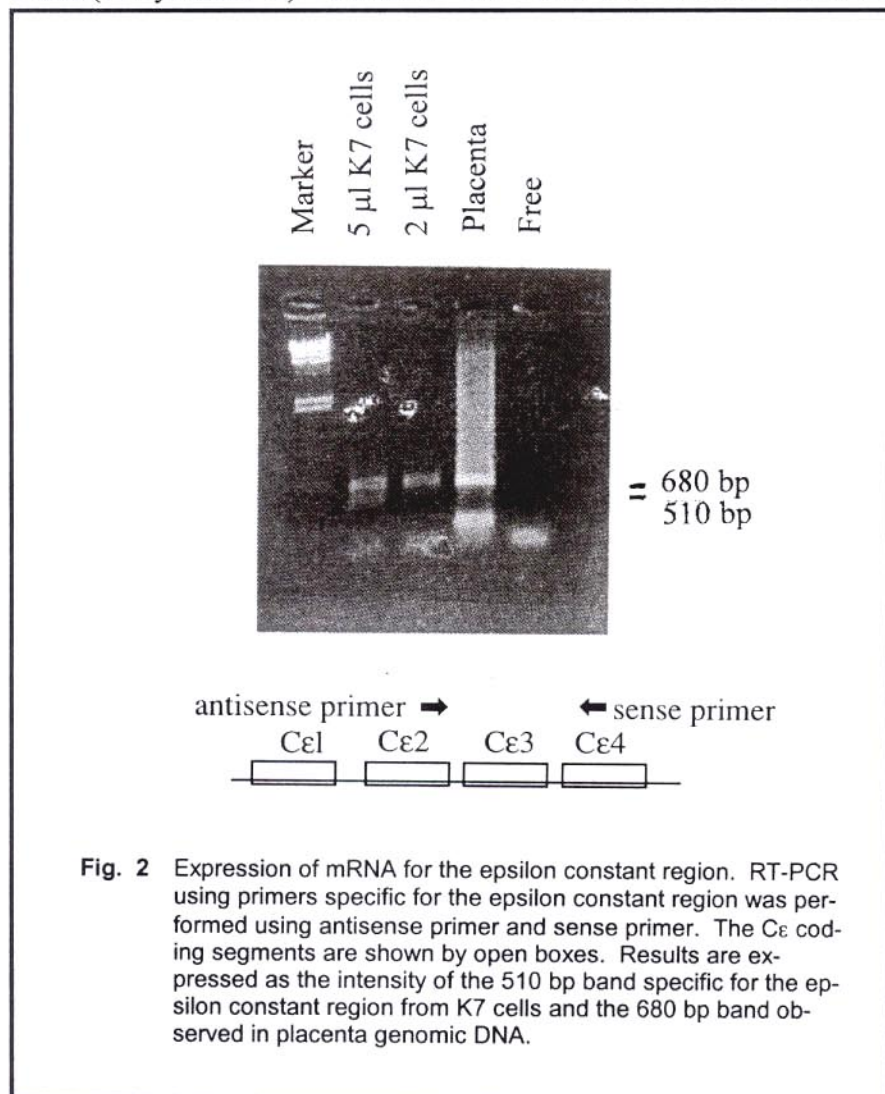 Marker
5 μl K7 cells
2 μl K7 cells
Placenta
Free
680 bp
510 bp
antisense primer ➡ ⬅ sense primer
Cε1 Cε2 Cε3 Cε4
Fig. 2 Expression of mRNA for the epsilon constant region. RT-PCR
using primers specific for the epsilon constant region was per-
formed using antisense primer and sense primer. The Cε cod-
ing segments are shown by open boxes. Results are ex-
pressed as the intensity of the 510 bp band specific for the ep-
silon constant region from K7 cells and the 680 bp band ob-
served in placenta genomic DNA.